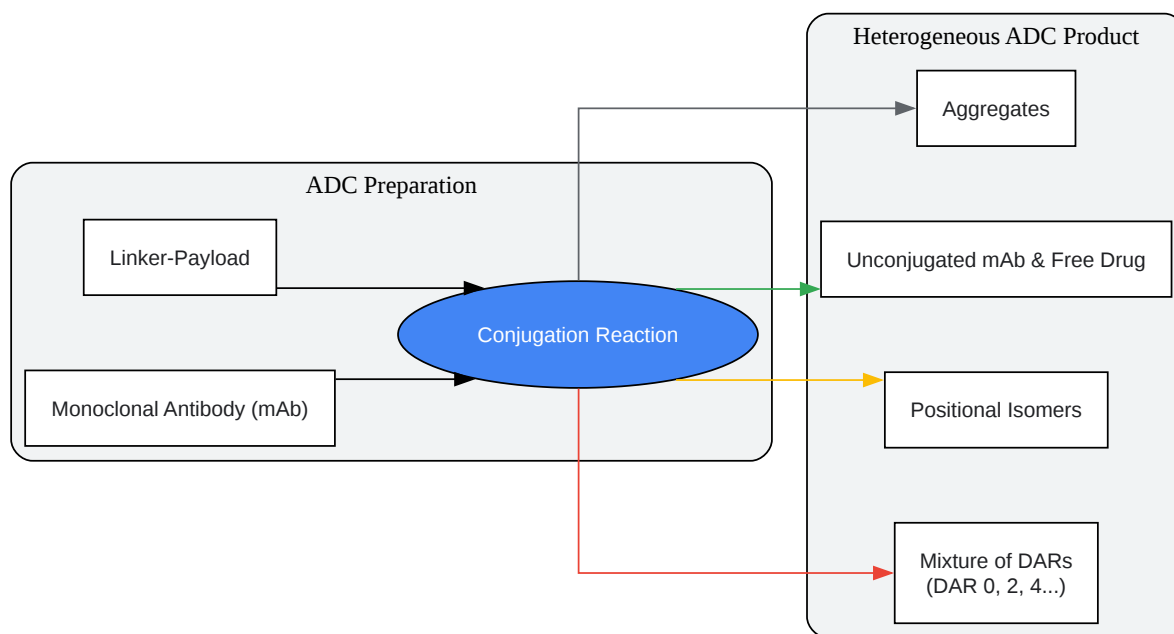 Heterogeneous ADC Product
Aggregates
ADC Preparation
Linker-Payload
Unconjugated mAb & Free Drug
Conjugation Reaction
Monoclonal Antibody (mAb)
Positional Isomers
Mixture of DARs
(DAR 0, 2, 4...)